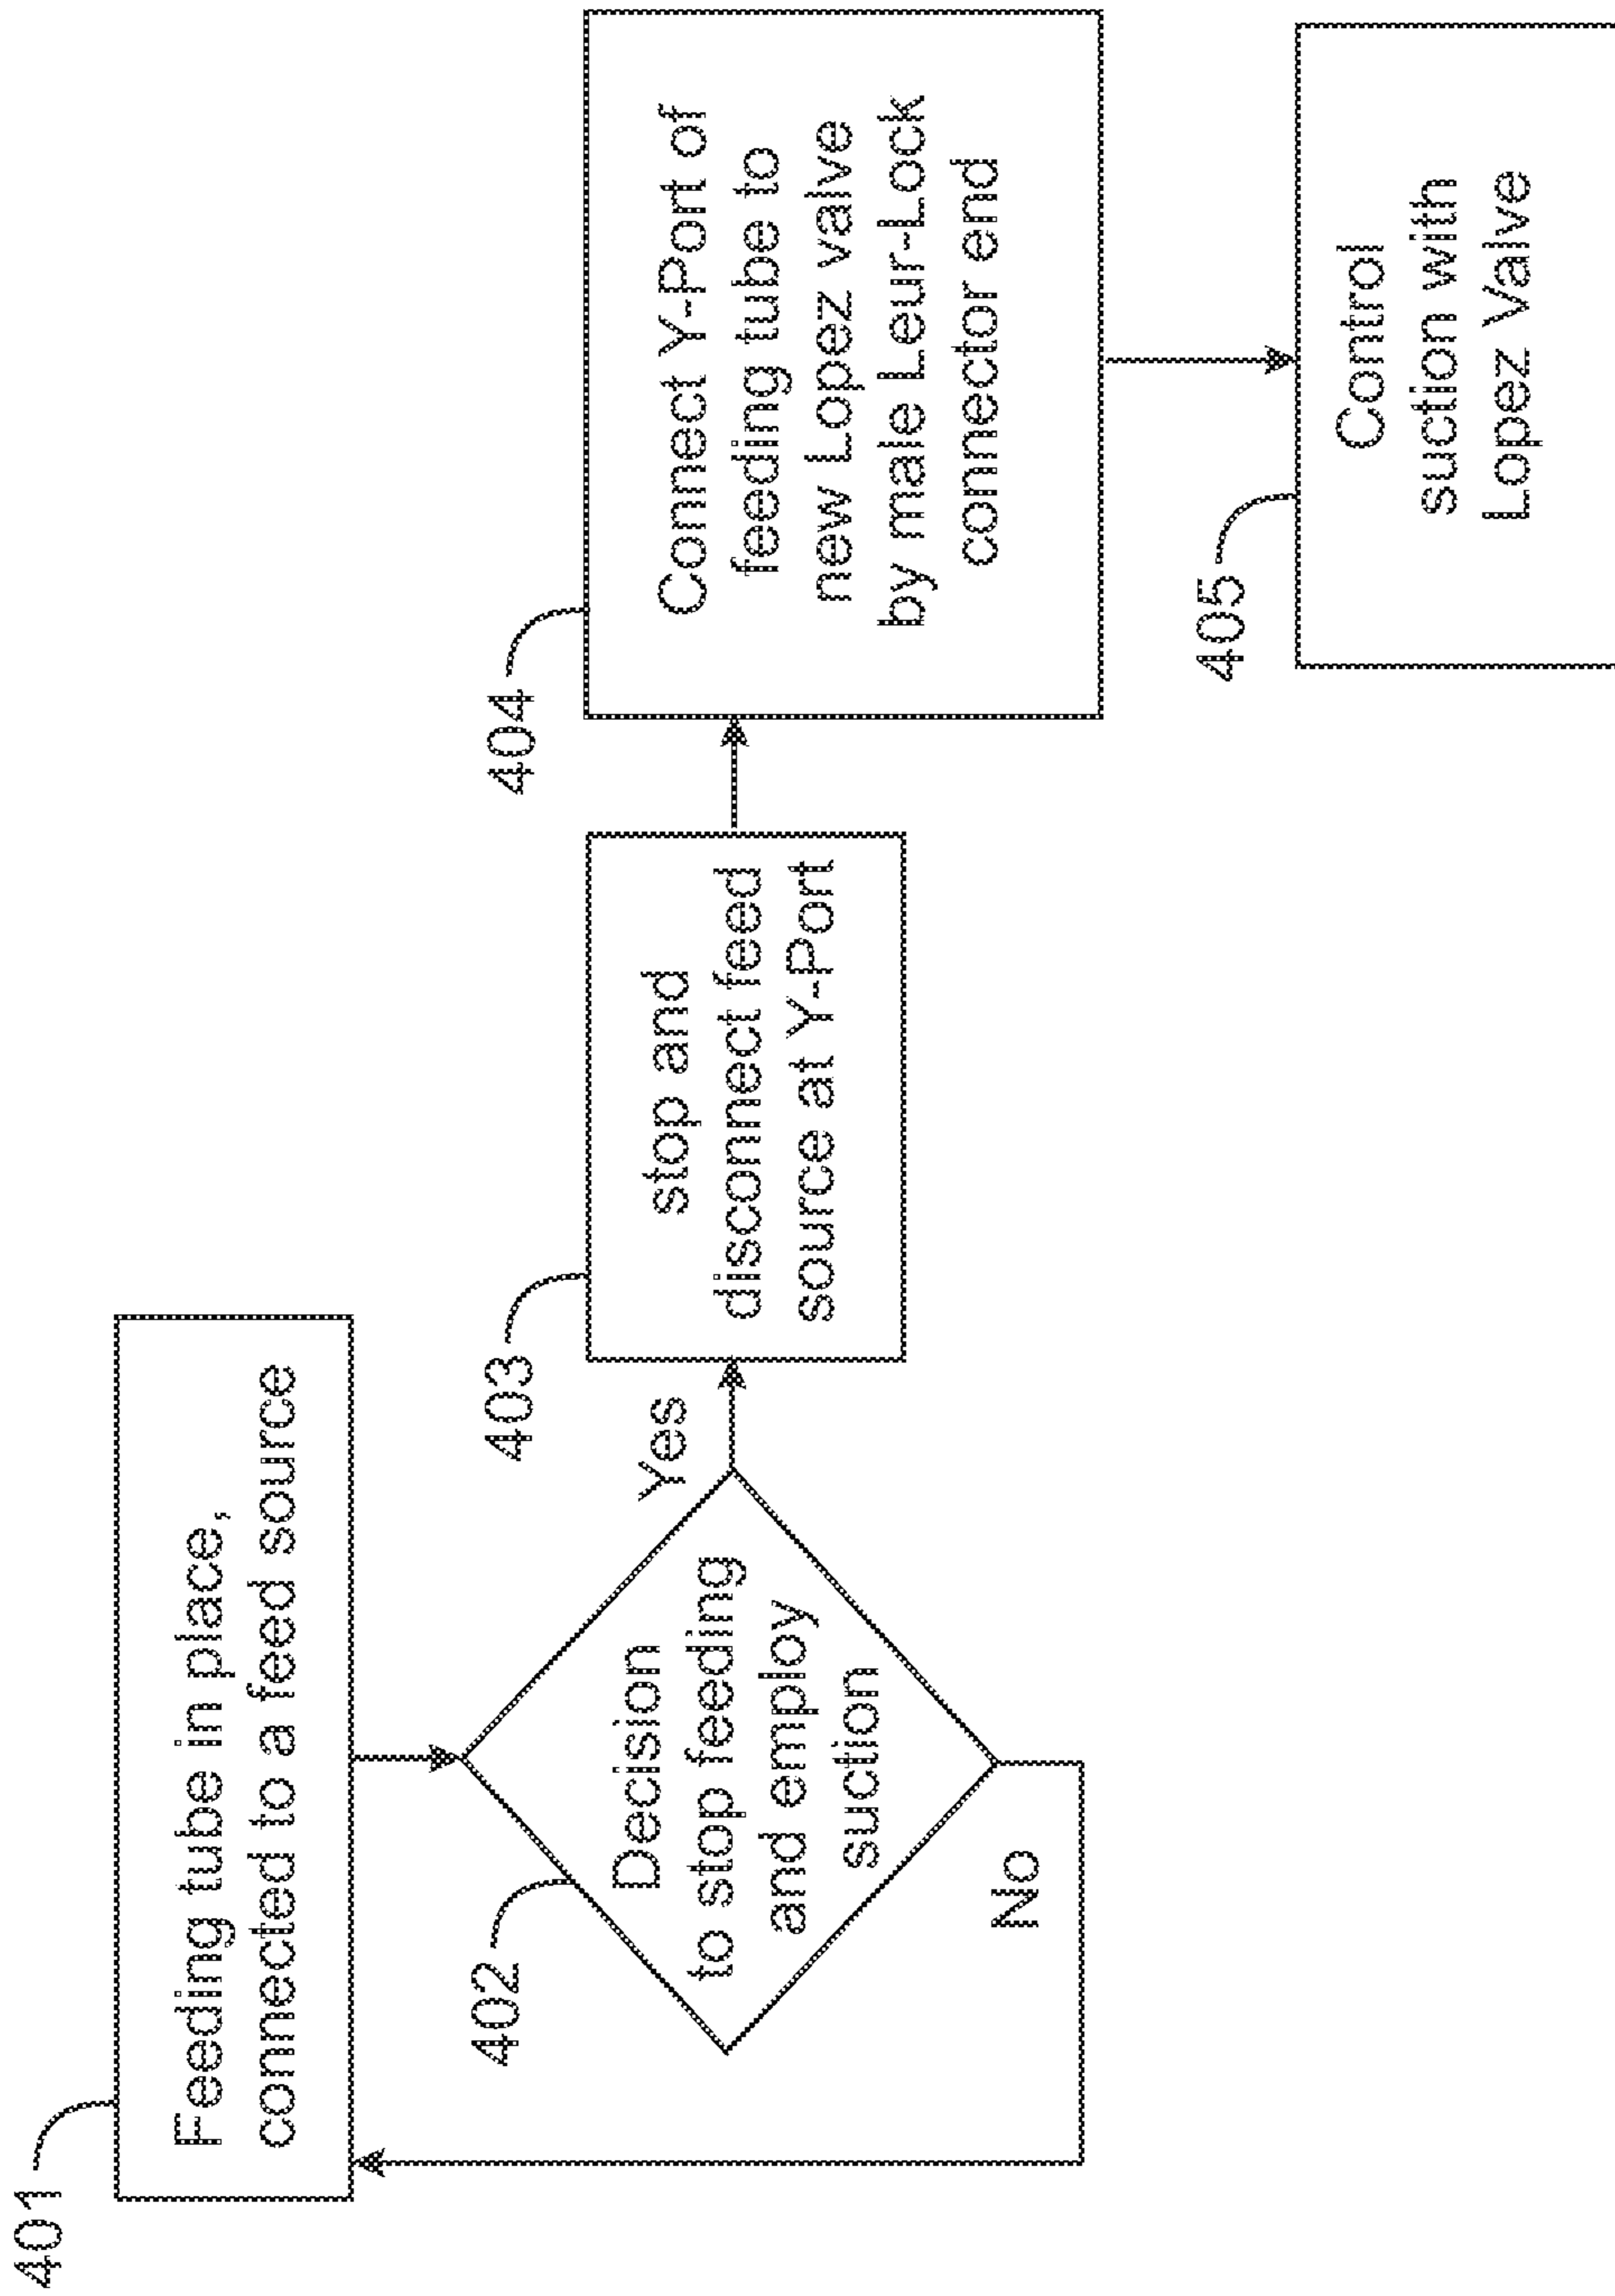 401
Feeding tube in place,
connected to a feed source
402
Decision
to stop feeding
and employ
suction
Yes
No
403
stop and
disconnect feed
source at Y-Port
404
Connect Y-Port of
feeding tube to
new Lopez valve
by male Leur-Lock
connector end
405
Control
suction with
Lopez Valve